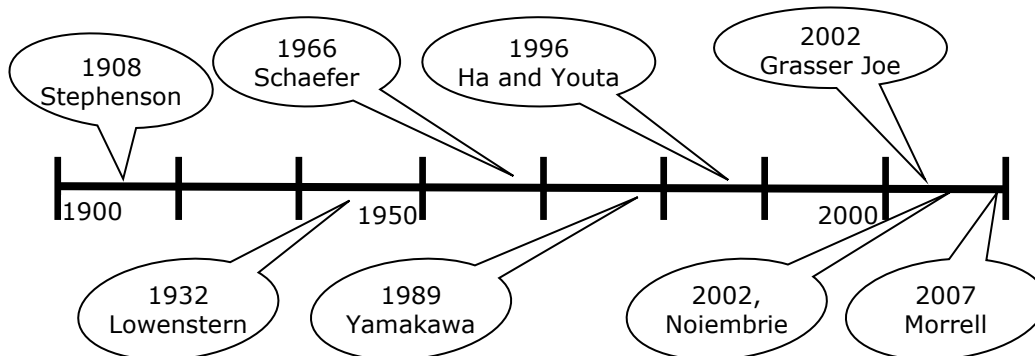 1908
Stephenson
1966
Schaefer
1996
Ha and Youta
2002
Grasser Joe
1900
1950
2000
1932
Lowenstern
1989
Yamakawa
2002,
Noiembrie
2007
Morrell